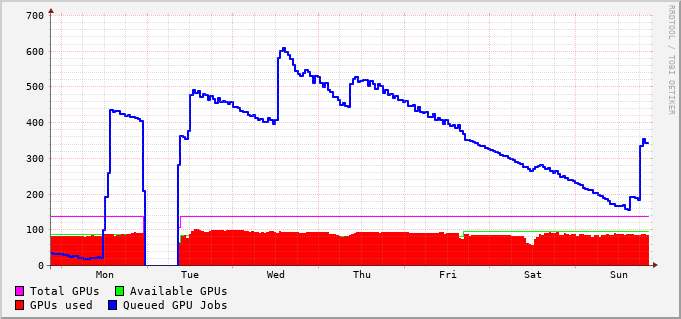 700
600
500
400
300
200
100
0
Mon Tue Wed Thu Fri Sat Sun
Total GPUs Available GPUs
GPUs used Queued GPU Jobs
RRDTOOL / TOBI OETIKER